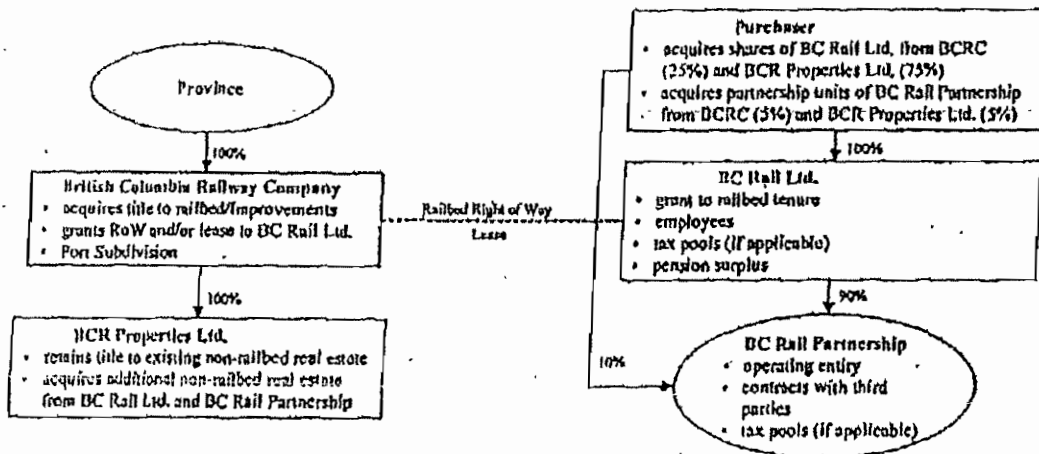 Province
100%
British Columbia Railway Company
• acquires title to railbed/Improvements
• grants RoW and/or lease to BC Rail Ltd.
• Port Subdivision
100%
BCR Properties Ltd.
• retains title to existing non-railbed real estate
• acquires additional non-railbed real estate
from BC Rail Ltd. and BC Rail Partnership
Railbed Right of Way
Lease
Purchaser
• acquires shares of BC Rail Ltd. from BCRC
(25%) and BCR Properties Ltd. (75%)
• acquires partnership units of BC Rail Partnership
from BCRC (5%) and BCR Properties Ltd. (5%)
100%
BC Rail Ltd.
• grant to railbed tenure
• employees
• tax pools (if applicable)
• pension surplus
90%
10%
BC Rail Partnership
• operating entity
• contracts with third
parties
• tax pools (if applicable)